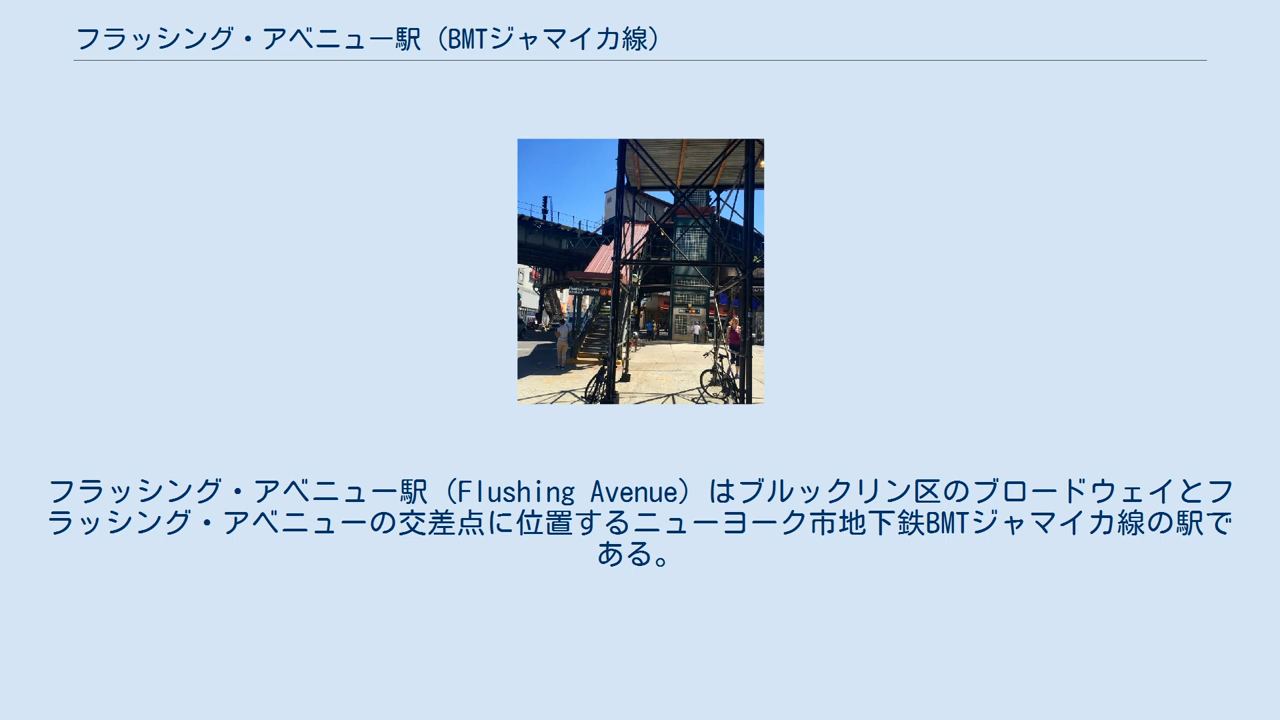 フラッシング・アベニュー駅（BMTジャマイカ線）
フラッシング・アベニュー駅（Flushing Avenue）はブルックリン区のブロードウェイとフ
ラッシング・アベニューの交差点に位置するニューヨーク市地下鉄BMTジャマイカ線の駅で
ある。